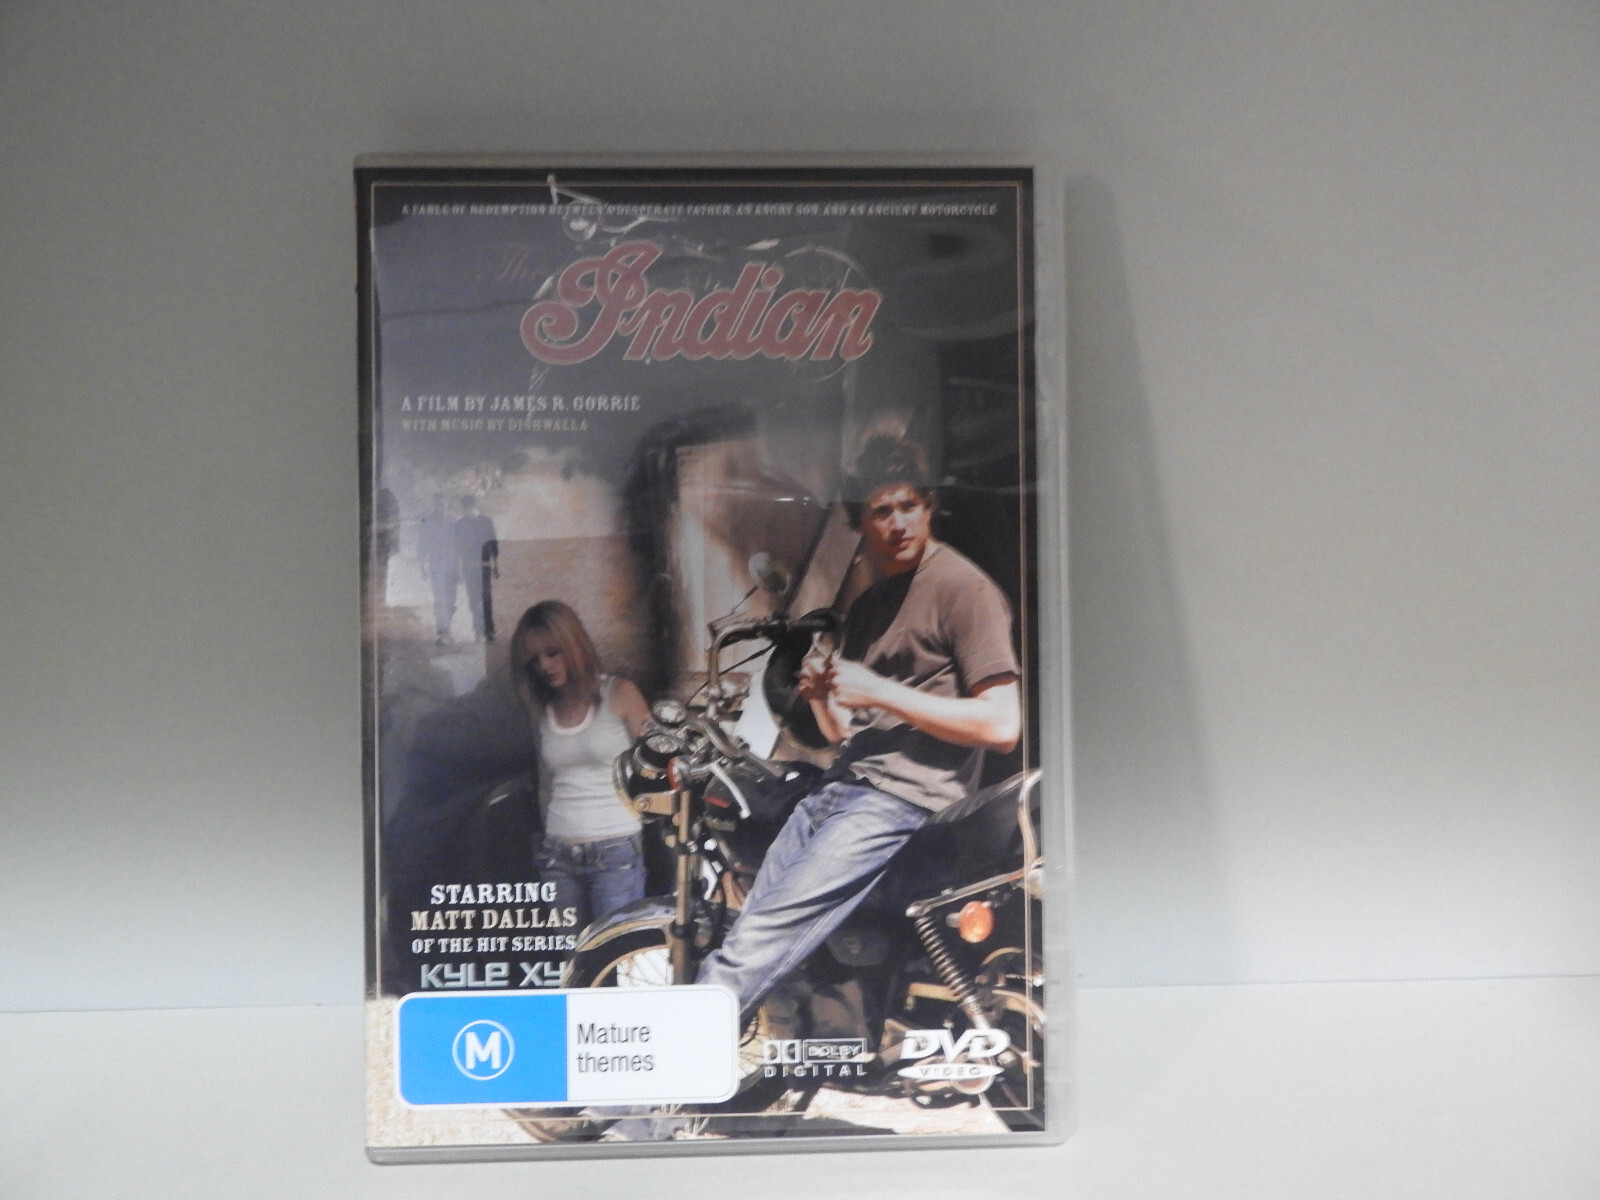 A FABLE OF REDEMPTION BETWEEN A DESPERATE FATHER, AN ANGRY SON, AND AN ANCIENT MOTORCYCLE
The
Indian
A FILM BY JAMES R. GORRIE
WITH MUSIC BY DISHWALLA
STARRING
MATT DALLAS
OF THE HIT SERIES
KYLE XY
M
Mature
themes
DOLBY
DIGITAL
DVD
VIDEO